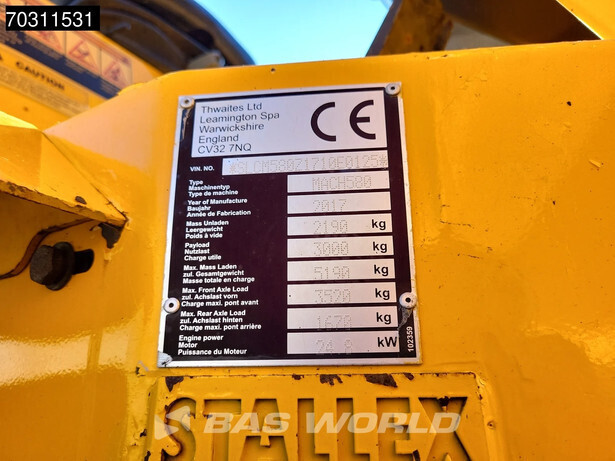 70311531
CAUTION
Thwaites Ltd
Leamington Spa
Warwickshire
England
CV32 7NQ
CE
VIN. NO. *SLCM580Z1710E0125*
Type
Maschinentyp
Type de machine
MACH580
Year of Manufacture
Baujahr
Année de Fabrication
2017
Mass Unladen
Leergewicht
Poids à vide
2190 kg
Payload
Nutzlast
Charge utile
3000 kg
Max. Mass Laden
zul. Gesamtgewicht
Masse totale en charge
5190 kg
Max. Front Axle Load
zul. Achslast vorn
Charge maxi. pont avant
3520 kg
Max. Rear Axle Load
zul. Achslast hinten
Charge maxi. pont arrière
1670 kg
Engine power
Motor
Puissance du Moteur
24.8 kW
102359
STALLEX
BAS WORLD